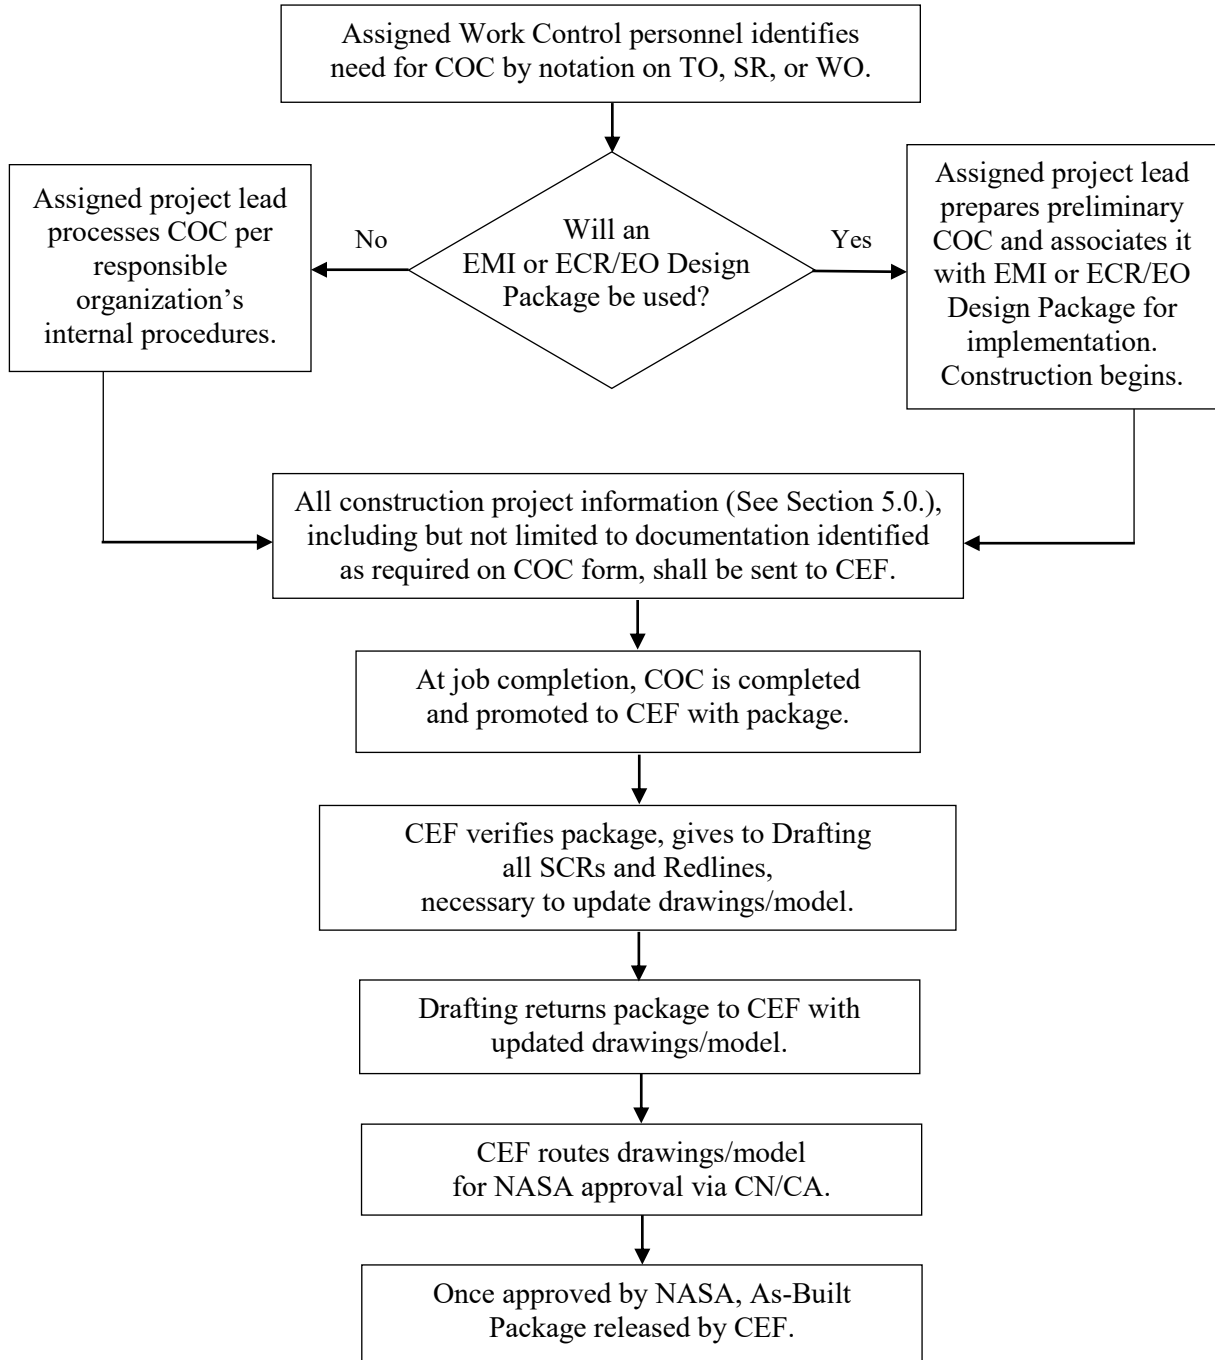 Assigned Work Control personnel identifies
need for COC by notation on TO, SR, or WO.
Assigned project lead
processes COC per
responsible
organization’s
internal procedures.
No
Will an
EMI or ECR/EO Design
Package be used?
Yes
Assigned project lead
prepares preliminary
COC and associates it
with EMI or ECR/EO
Design Package for
implementation.
Construction begins.
All construction project information (See Section 5.0.),
including but not limited to documentation identified
as required on COC form, shall be sent to CEF.
At job completion, COC is completed
and promoted to CEF with package.
CEF verifies package, gives to Drafting
all SCRs and Redlines,
necessary to update drawings/model.
Drafting returns package to CEF with
updated drawings/model.
CEF routes drawings/model
for NASA approval via CN/CA.
Once approved by NASA, As-Built
Package released by CEF.